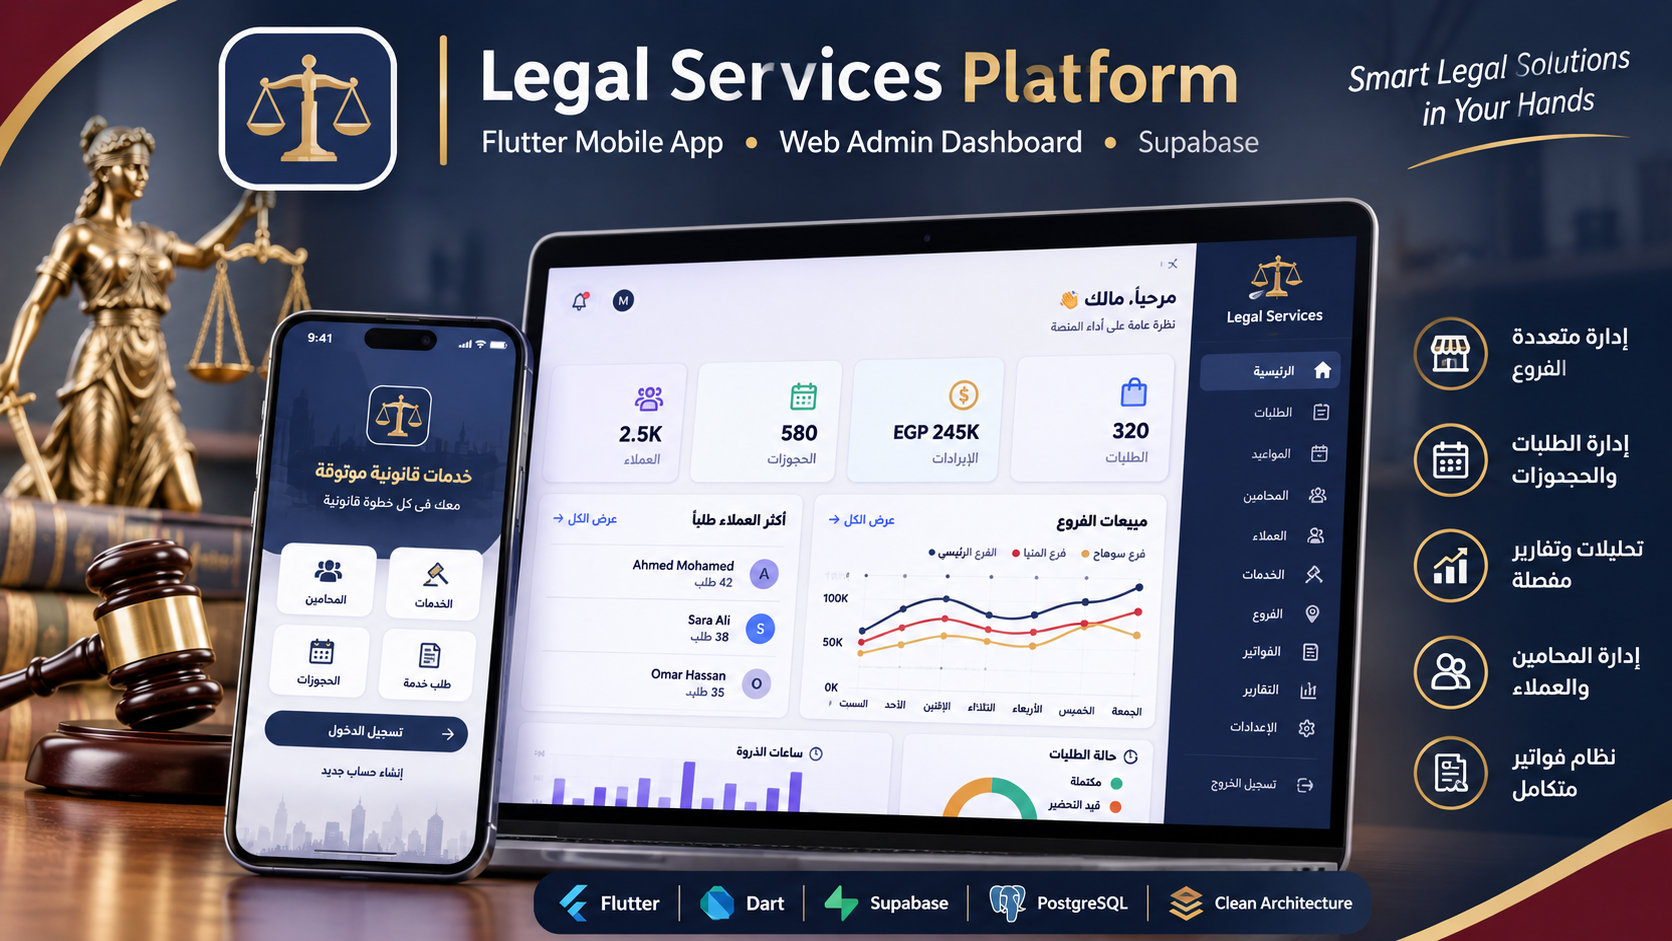 Legal Services Platform
Flutter Mobile App • Web Admin Dashboard • Supabase
Smart Legal Solutions
in Your Hands
9:41
خدمات قانونية موثوقة
معك في كل خطوة قانونية
الخدمات
المحامين
طلب خدمة
الحجوزات
تسجيل الدخول
إنشاء حساب جديد
M
مرحباً، مالك 👋
نظرة عامة على أداء المنصة
320
الطلبات
EGP 245K
الإيرادات
580
الحجوزات
2.5K
العملاء
مبيعات الفروع
عرض الكل →
فرع سوهاج
فرع المنيا
الفرع الرئيسي
100K
50K
0K
السبت
الأحد
الإثنين
الثلاثاء
الأربعاء
الخميس
الجمعة
أكثر العملاء طلباً
عرض الكل →
Ahmed Mohamed
42 طلب
A
Sara Ali
38 طلب
S
Omar Hassan
35 طلب
O
ساعات الذروة
حالة الطلبات
مكتملة
قيد التحضير
Legal Services
الرئيسية
الطلبات
المواعيد
المحامين
العملاء
الخدمات
الفروع
الفواتير
التقارير
الإعدادات
تسجيل الخروج
إدارة متعددة
الفروع
إدارة الطلبات
والحجدوزات
تحليلات وتفارير
مفصلة
إدارة المحامين
والعملاء
نظام فواتير
متكامل
Flutter
Dart
Supabase
PostgreSQL
Clean Architecture